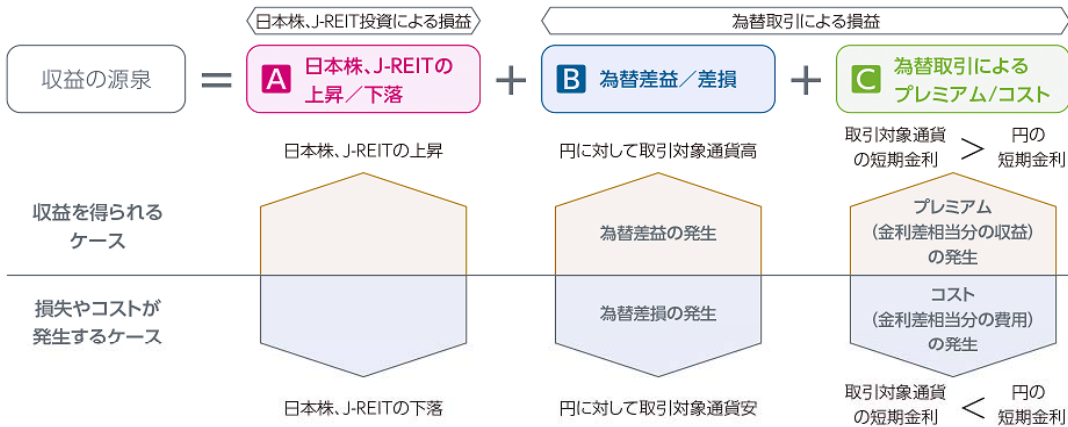 日本株、J-REIT投資による損益
為替取引による損益
収益の源泉
=
A 日本株、J-REITの
上昇／下落
+
B 為替差益／差損
+
C 為替取引による
プレミアム/コスト
日本株、J-REITの上昇
円に対して取引対象通貨高
取引対象通貨
の短期金利
>
円の
短期金利
収益を得られる
ケース
為替差益の発生
プレミアム
(金利差相当分の収益)
の発生
損失やコストが
発生するケース
為替差損の発生
コスト
(金利差相当分の費用)
の発生
日本株、J-REITの下落
円に対して取引対象通貨安
取引対象通貨
の短期金利
<
円の
短期金利